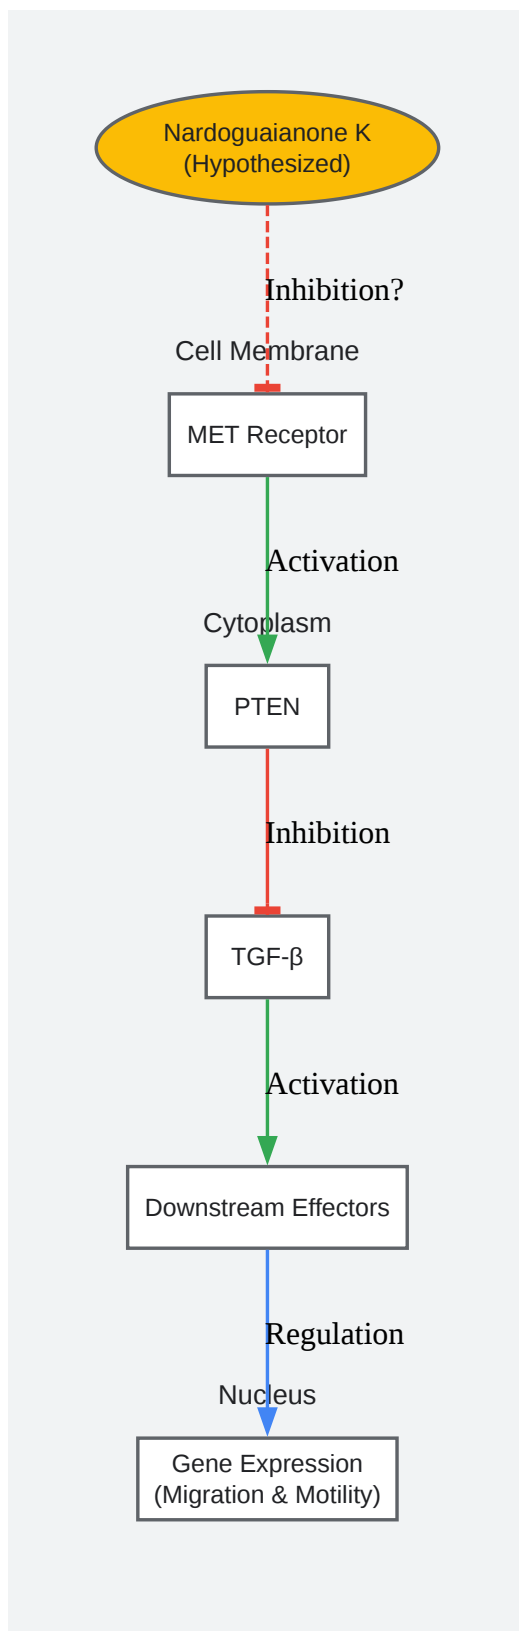 Nardoguaianone K
(Hypothesized)
Inhibition?
Cell Membrane
MET Receptor
Activation
Cytoplasm
PTEN
Inhibition
TGF-β
Activation
Downstream Effectors
Regulation
Nucleus
Gene Expression
(Migration & Motility)